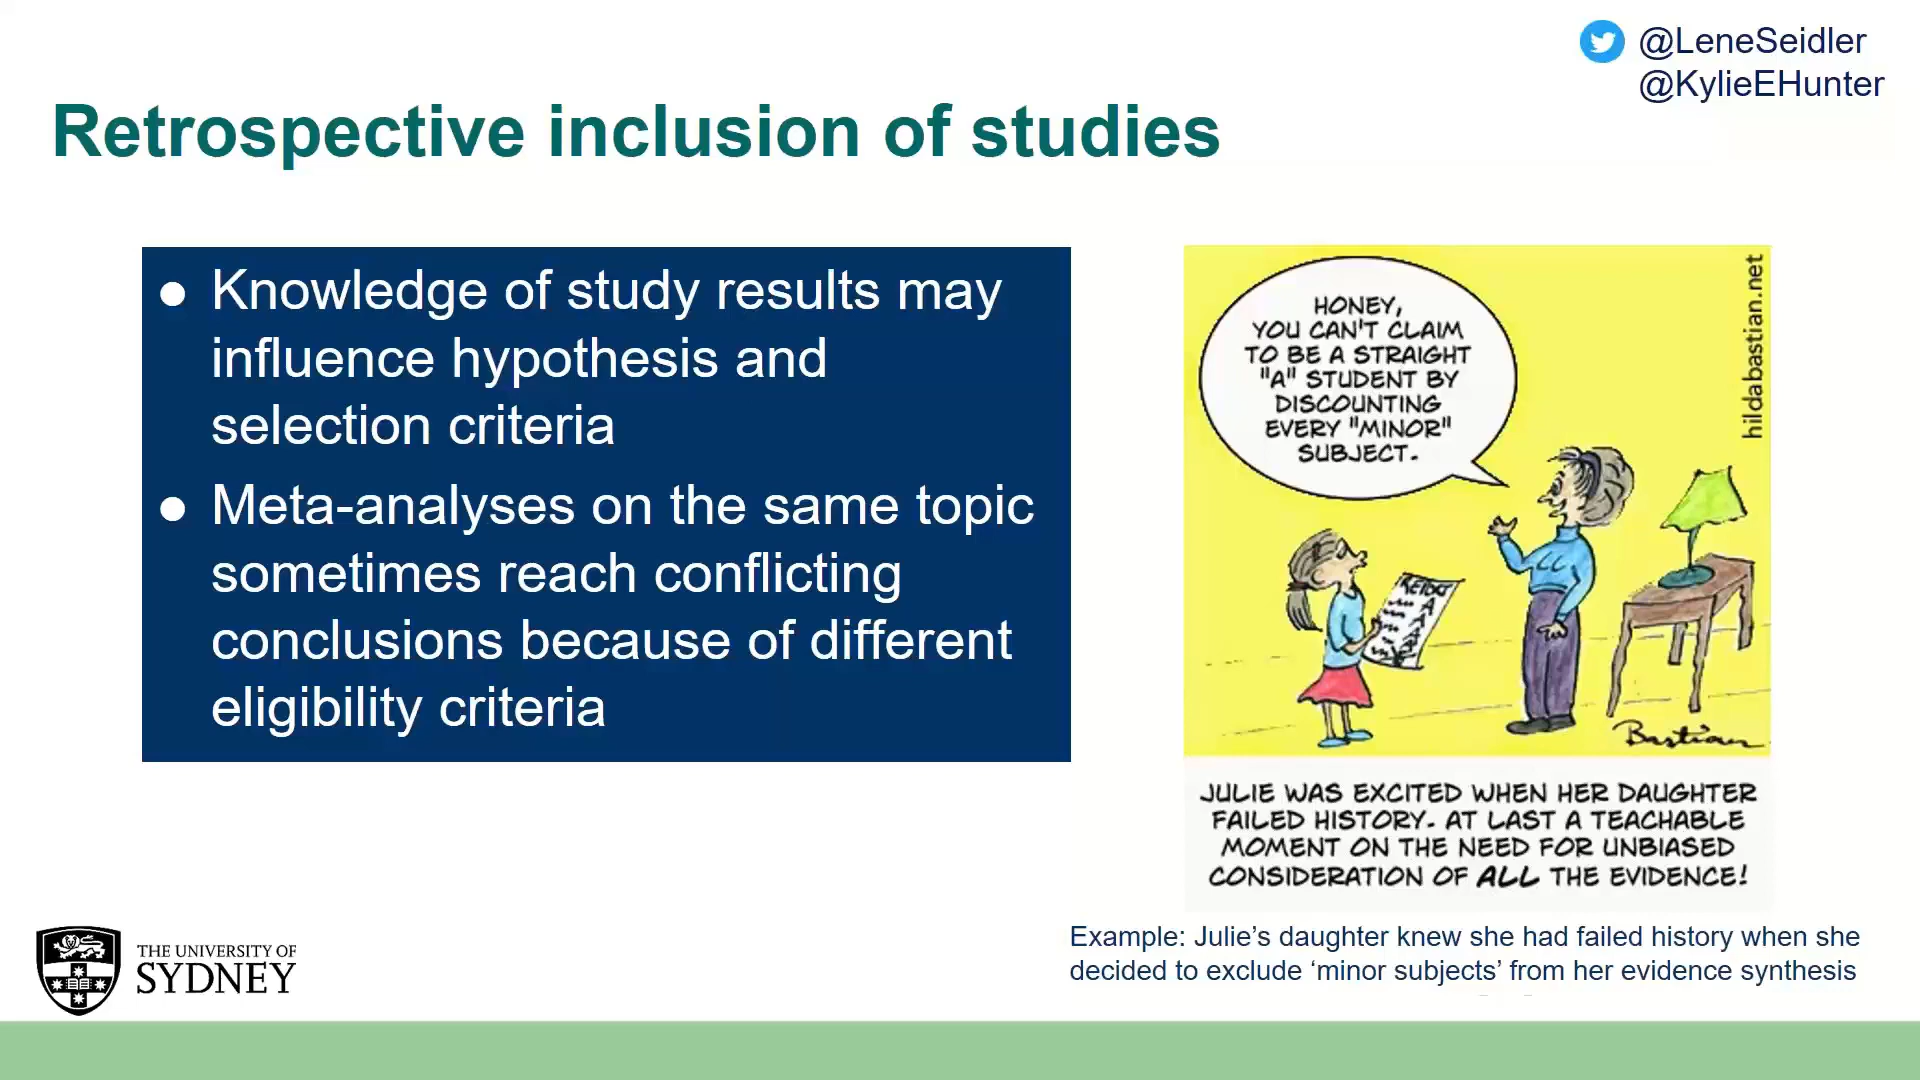 @LeneSeidler
@KylieEHunter
Retrospective inclusion of studies
● Knowledge of study results may
influence hypothesis and
selection criteria
● Meta-analyses on the same topic
sometimes reach conflicting
conclusions because of different
eligibility criteria
HONEY,
YOU CAN'T CLAIM
TO BE A STRAIGHT
"A" STUDENT BY
DISCOUNTING
EVERY "MINOR"
SUBJECT.
hildabastian.net
A
A
A
A
Bastian
JULIE WAS EXCITED WHEN HER DAUGHTER
FAILED HISTORY. AT LAST A TEACHABLE
MOMENT ON THE NEED FOR UNBIASED
CONSIDERATION OF ALL THE EVIDENCE!
Example: Julie’s daughter knew she had failed history when she
decided to exclude ‘minor subjects’ from her evidence synthesis
THE UNIVERSITY OF
SYDNEY